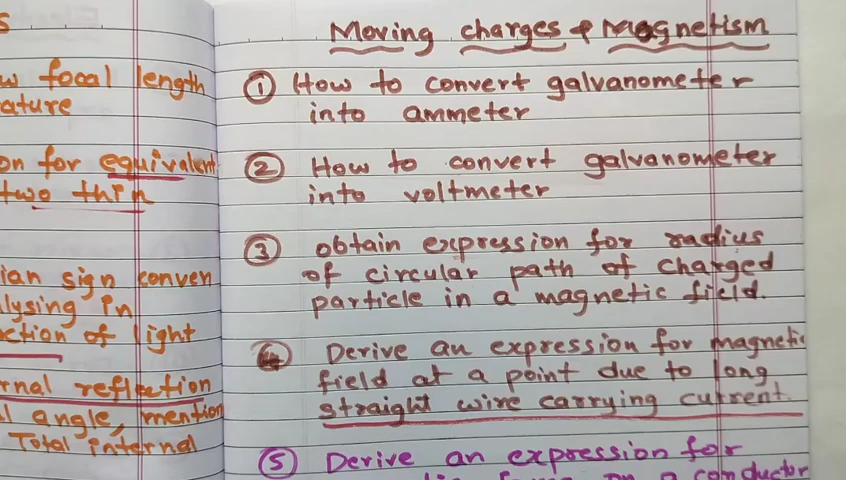 s
w focal length
ature
on for equivalent
two thin
ian sign conven
lysing in
action of light
rnal reflection
l angle, mention
Total internal
Moving charges & Magnetism
① How to convert galvanometer
into ammeter
② How to convert galvanometer
into voltmeter
③ obtain expression for radius
of circular path of charged
particle in a magnetic field.
④ Derive an expression for magnetic
field at a point due to long
straight wire carrying current
⑤ Derive an expression for
on a conductor